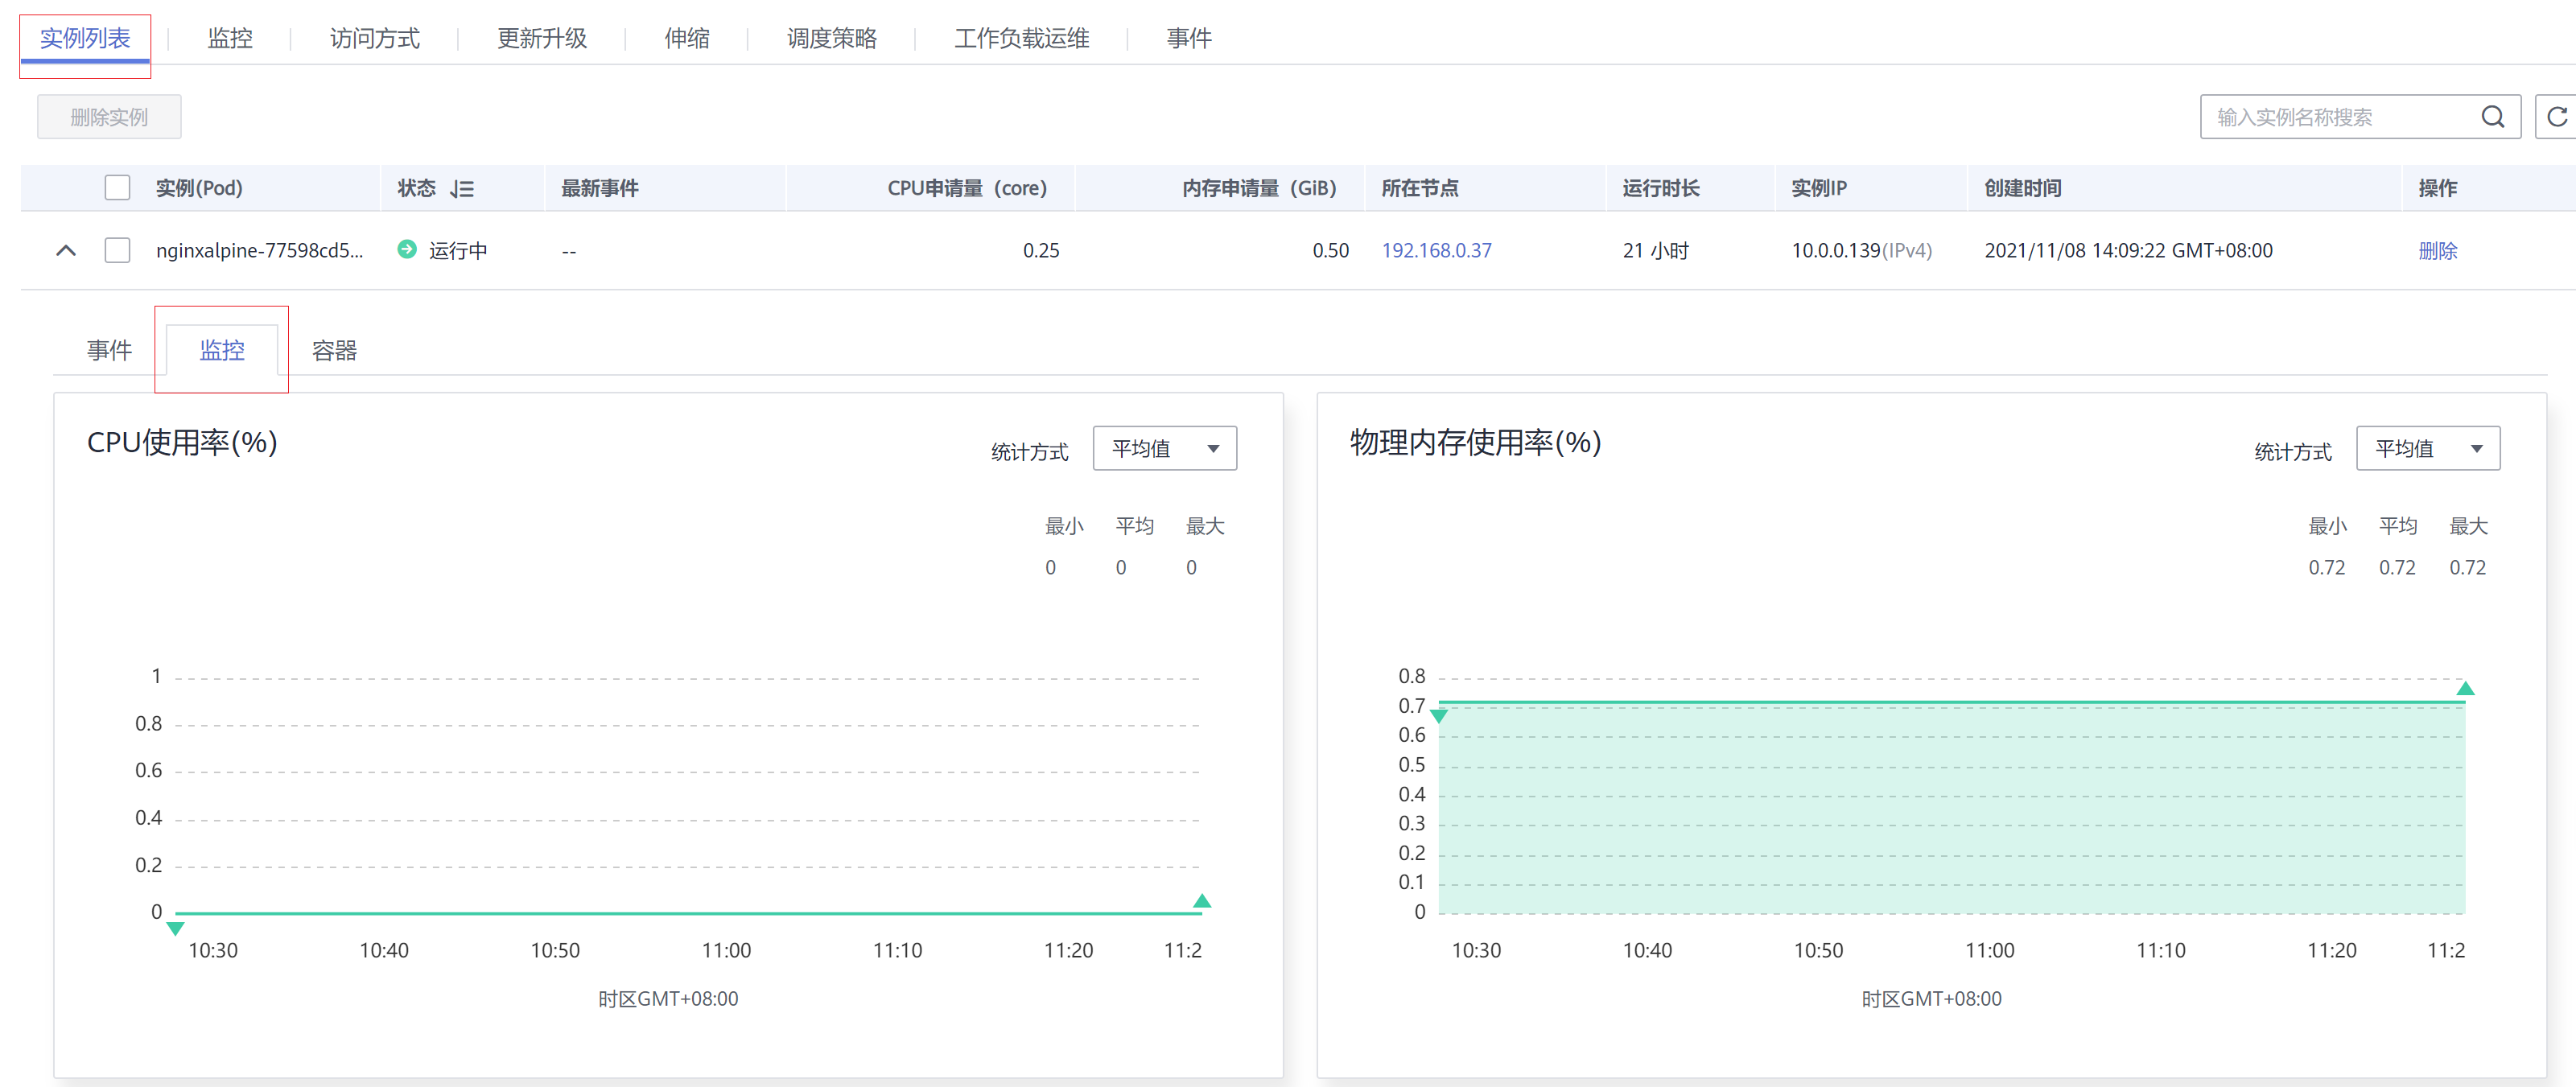 实例列表 监控 访问方式 更新升级 伸缩 调度策略 工作负载运维 事件
删除实例 输入实例名称搜索
实例(Pod) 状态 最新事件 CPU申请量（core） 内存申请量（GiB） 所在节点 运行时长 实例IP 创建时间 操作
nginxalpine-77598cd5... 运行中 -- 0.25 0.50 192.168.0.37 21 小时 10.0.0.139(IPv4) 2021/11/08 14:09:22 GMT+08:00 删除
事件 监控 容器
CPU使用率(%)
统计方式 平均值
最小 平均 最大
0 0 0
1
0.8
0.6
0.4
0.2
0
10:30 10:40 10:50 11:00 11:10 11:20 11:2
时区GMT+08:00
物理内存使用率(%)
统计方式 平均值
最小 平均 最大
0.72 0.72 0.72
0.8
0.7
0.6
0.5
0.4
0.3
0.2
0.1
0
10:30 10:40 10:50 11:00 11:10 11:20 11:2
时区GMT+08:00